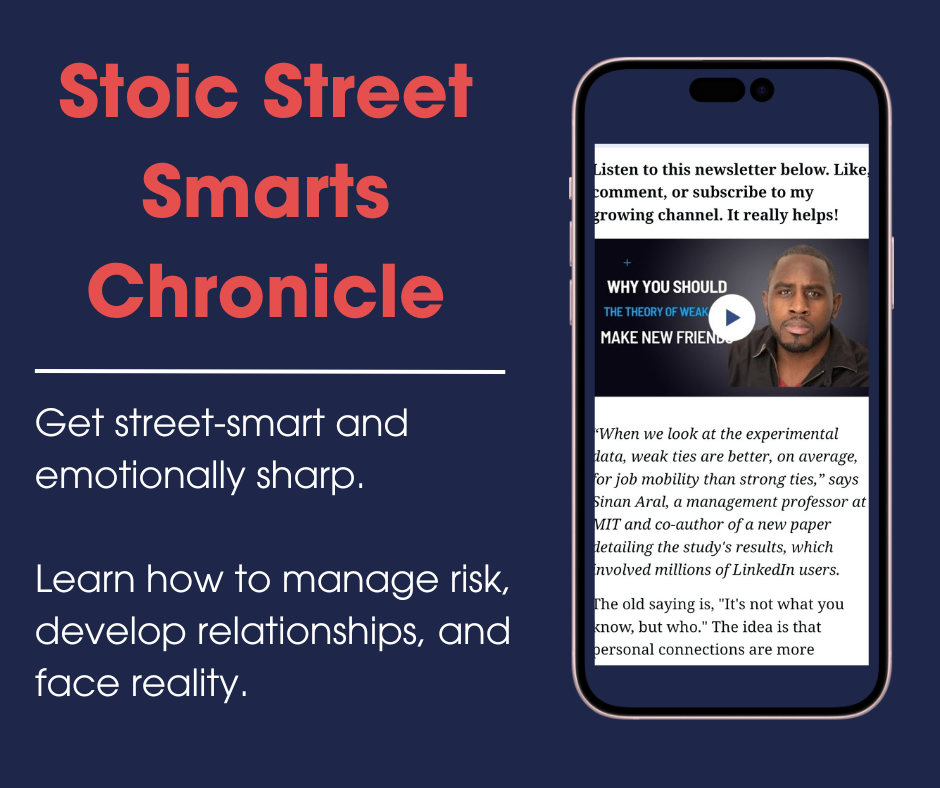 Stoic Street
Smarts
Chronicle
Get street-smart and
emotionally sharp.
Learn how to manage risk,
develop relationships, and
face reality.
Listen to this newsletter below. Like,
comment, or subscribe to my
growing channel. It really helps!
WHY YOU SHOULD
THE THEORY OF WEAK
MAKE NEW FRIENDS
“When we look at the experimental
data, weak ties are better, on average,
for job mobility than strong ties,” says
Sinan Aral, a management professor at
MIT and co-author of a new paper
detailing the study's results, which
involved millions of LinkedIn users.
The old saying is, "It's not what you
know, but who." The idea is that
personal connections are more